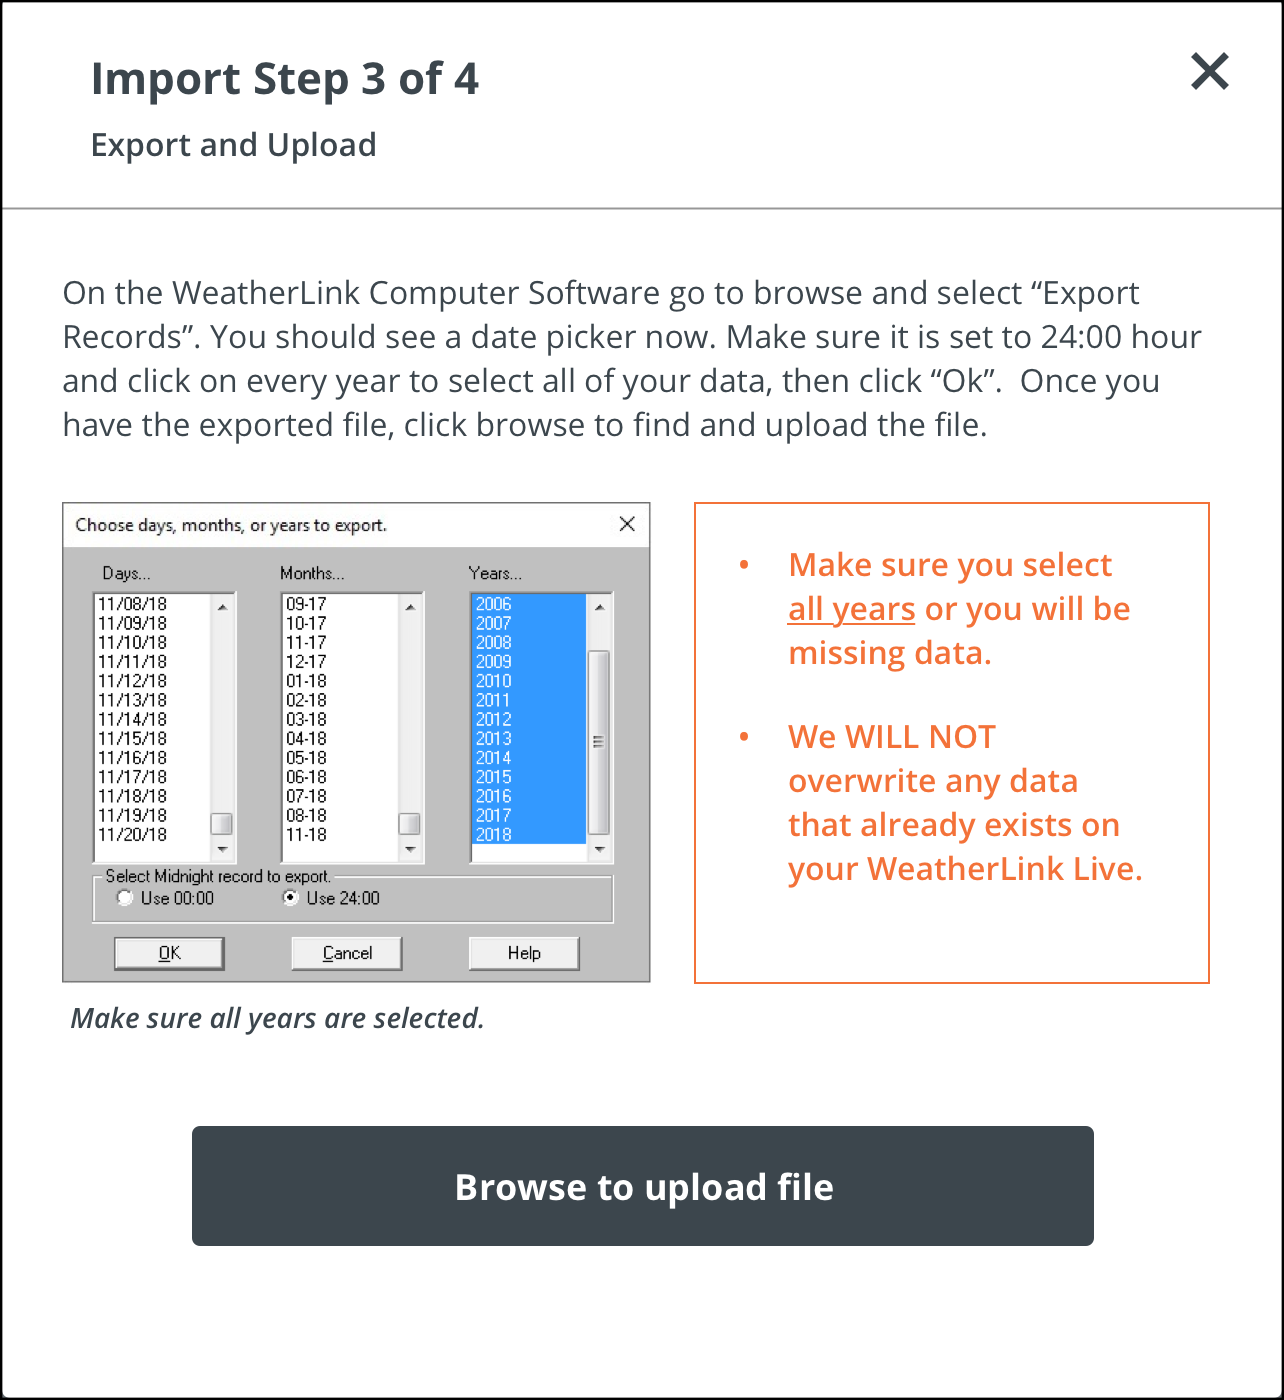 Import Step 3 of 4
Export and Upload
On the WeatherLink Computer Software go to browse and select “Export
Records”. You should see a date picker now. Make sure it is set to 24:00 hour
and click on every year to select all of your data, then click “Ok”.  Once you
have the exported file, click browse to find and upload the file.
Choose days, months, or years to export.
Days...
11/08/18
11/09/18
11/10/18
11/11/18
11/12/18
11/13/18
11/14/18
11/15/18
11/16/18
11/17/18
11/18/18
11/19/18
11/20/18
Months...
09-17
10-17
11-17
12-17
01-18
02-18
03-18
04-18
05-18
06-18
07-18
08-18
11-18
Years...
2006
2007
2008
2009
2010
2011
2012
2013
2014
2015
2016
2017
2018
Select Midnight record to export.
Use 00:00 Use 24:00
OK Cancel Help
Make sure all years are selected.
• Make sure you select
all years or you will be
missing data.
• We WILL NOT
overwrite any data
that already exists on
your WeatherLink Live.
Browse to upload file